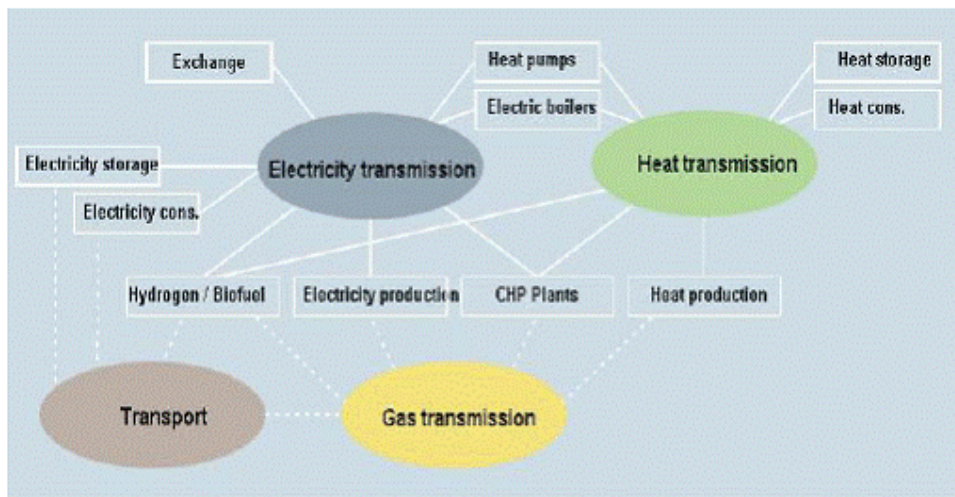 Exchange
Heat pumps
Heat storage
Electric boilers
Heat cons.
Electricity storage
Electricity transmission
Heat transmission
Electricity cons.
Hydrogon / Biofuel
Electricity production
CHP Plants
Heat production
Transport
Gas transmission